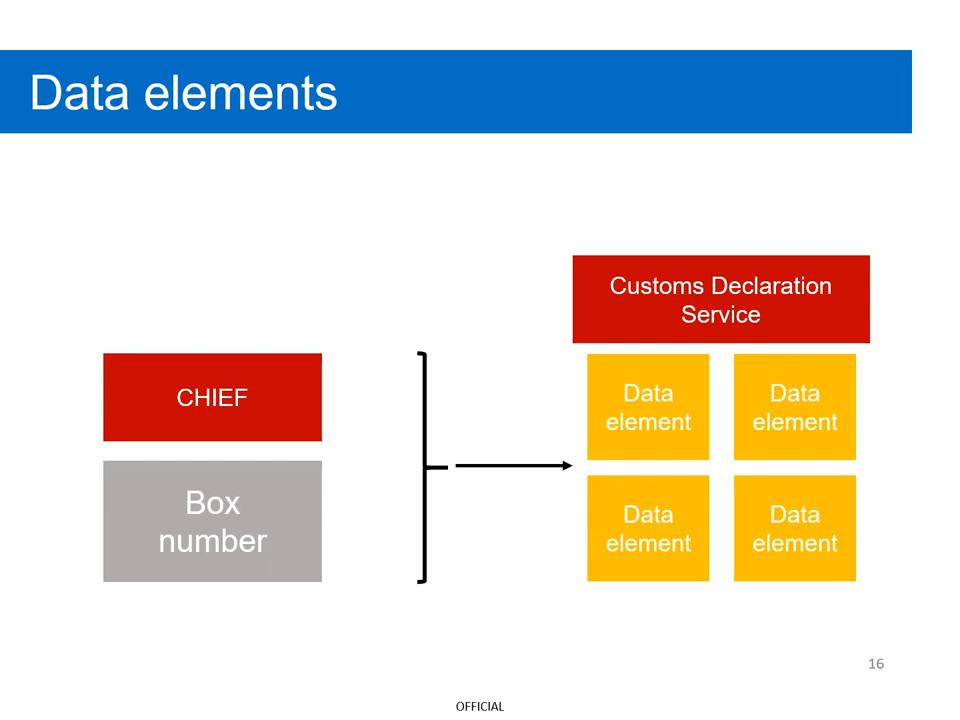 Data elements
CHIEF
Box
number
Customs Declaration
Service
Data
element
Data
element
Data
element
Data
element
16
OFFICIAL